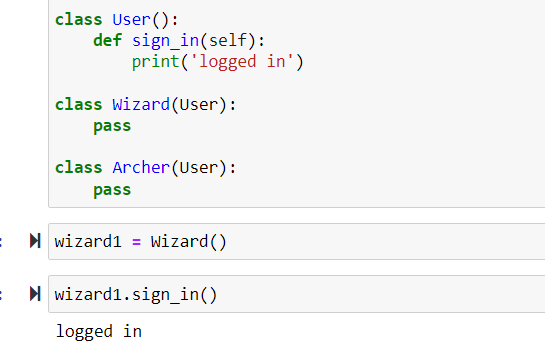 class User():
    def sign_in(self):
        print('logged in')

class Wizard(User):
    pass

class Archer(User):
    pass
:
wizard1 = Wizard()
:
wizard1.sign_in()
logged in